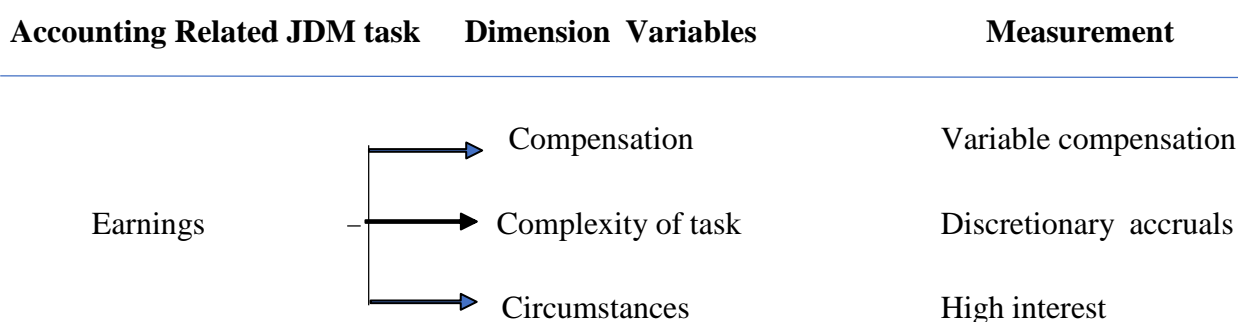 Accounting Related JDM task Dimension Variables Measurement
Compensation Variable compensation
Earnings Complexity of task Discretionary accruals
Circumstances High interest